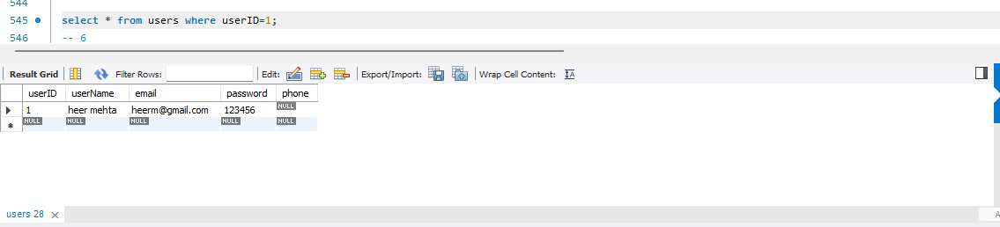 544
545 select * from users where userID=1;
546 -- 6
Result Grid Filter Rows: Edit: Export/Import: Wrap Cell Content: IA
userID userName email password phone
1 heer mehta heerm@gmail.com 123456 NULL
NULL NULL NULL NULL NULL
users 28
A